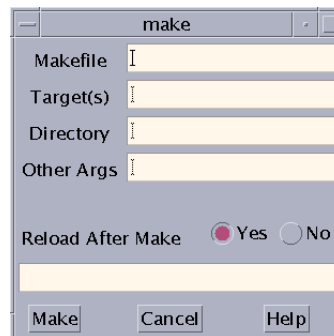 make
Makefile
Target(s)
Directory
Other Args
Reload After Make Yes No
Make Cancel Help